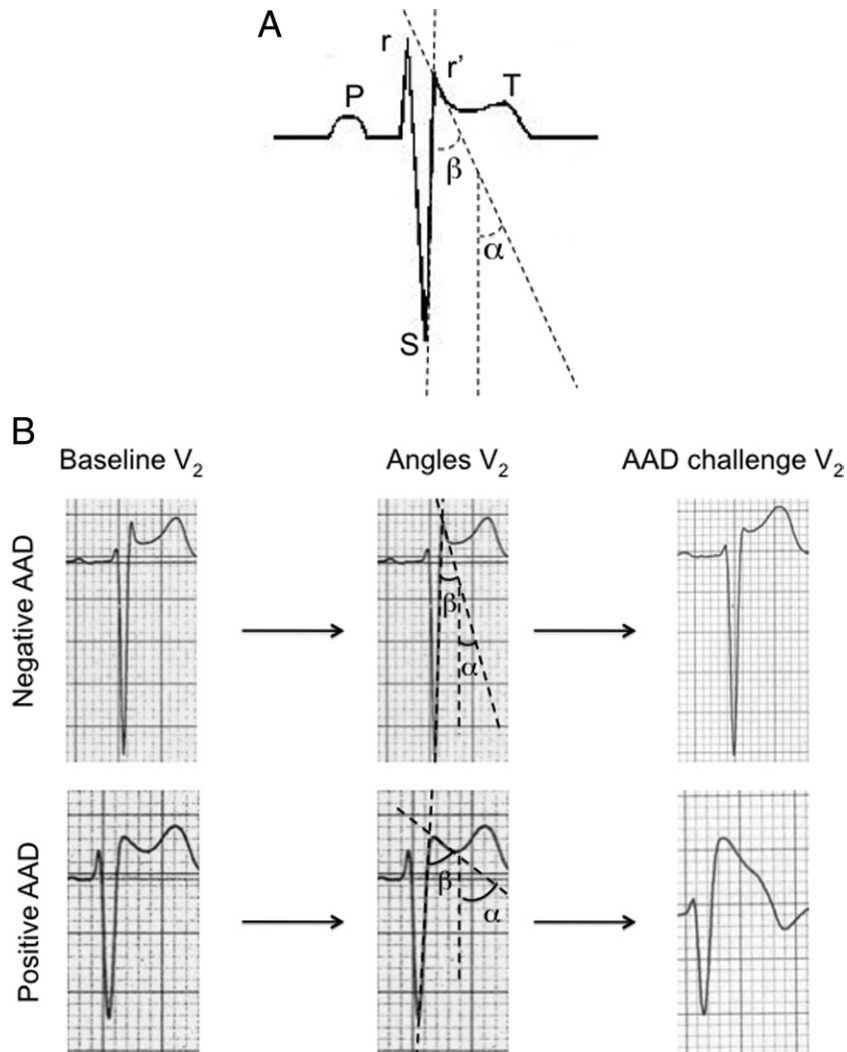 A
r
r’
P
T
β
α
S
B
Baseline V2
Angles V2
AAD challenge V2
Negative AAD
β
α
Positive AAD
β
α